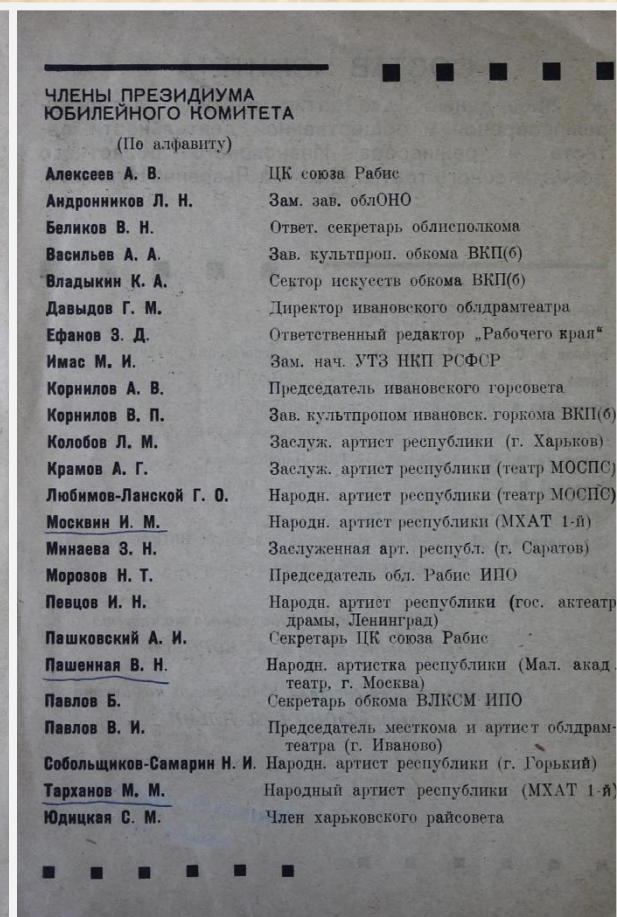 ЧЛЕНЫ ПРЕЗИДИУМА
ЮБИЛЕЙНОГО КОМИТЕТА
(По алфавиту)
Алексеев А. В. ЦК союза Рабис
Андронников Л. Н. Зам. зав. облОНО
Беликов В. Н. Ответ. секретарь облисполкома
Васильев А. А. Зав. культпроп. обкома ВКП(б)
Владыкин К. А. Сектор искусств обкома ВКП(б)
Давыдов Г. М. Директор ивановского облдрамтеатра
Ефанов З. Д. Ответственный редактор „Рабочего края“
Имас М. И. Зам. нач. УТЗ НКП РСФСР
Корнилов А. В. Председатель ивановского горсовета
Корнилов В. П. Зав. культпропом ивановск. горкома ВКП(б)
Колобов Л. М. Заслуж. артист республики (г. Харьков)
Крамов А. Г. Заслуж. артист республики (театр МОСПС)
Любимов-Ланской Г. О. Народн. артист республики (театр МОСПС)
Москвин И. М. Народн. артист республики (МХАТ 1-й)
Минаева З. Н. Заслуженная арт. республ. (г. Саратов)
Морозов Н. Т. Председатель обл. Рабис ИПО
Певцов И. Н. Народн. артист республики (гос. актеатр
драмы, Ленинград)
Пашковский А. И. Секретарь ЦК союза Рабис
Пашенная В. Н. Народн. артистка республики (Мал. акад.
театр, г. Москва)
Павлов Б. Секретарь обкома ВЛКСМ ИПО
Павлов В. И. Председатель месткома и артист облдрам-
театра (г. Иваново)
Собольщиков-Самарин Н. И. Народн. артист республики (г. Горький)
Тарханов М. М. Народный артист республики (МХАТ 1-й)
Юдицкая С. М. Член харьковского райсовета